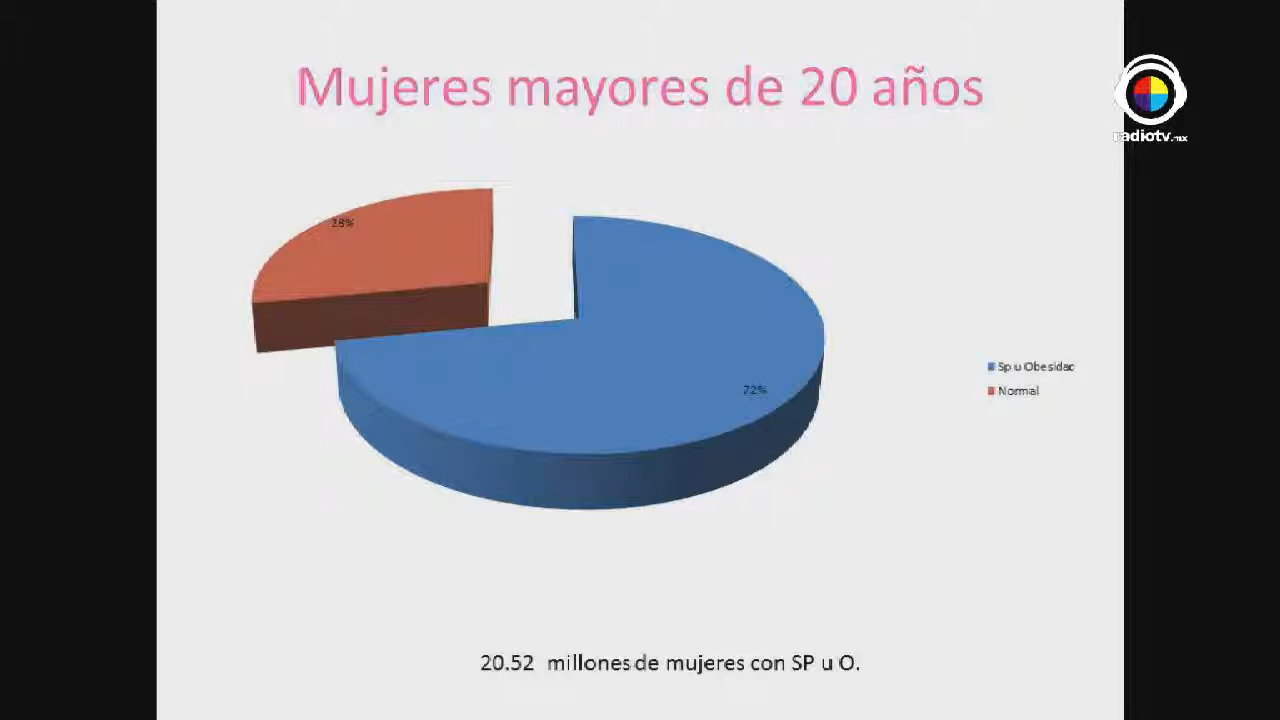 Mujeres mayores de 20 años
radiotv.mx
28%
72%
Sp u Obesidad
Normal
20.52 millones de mujeres con SP u O.